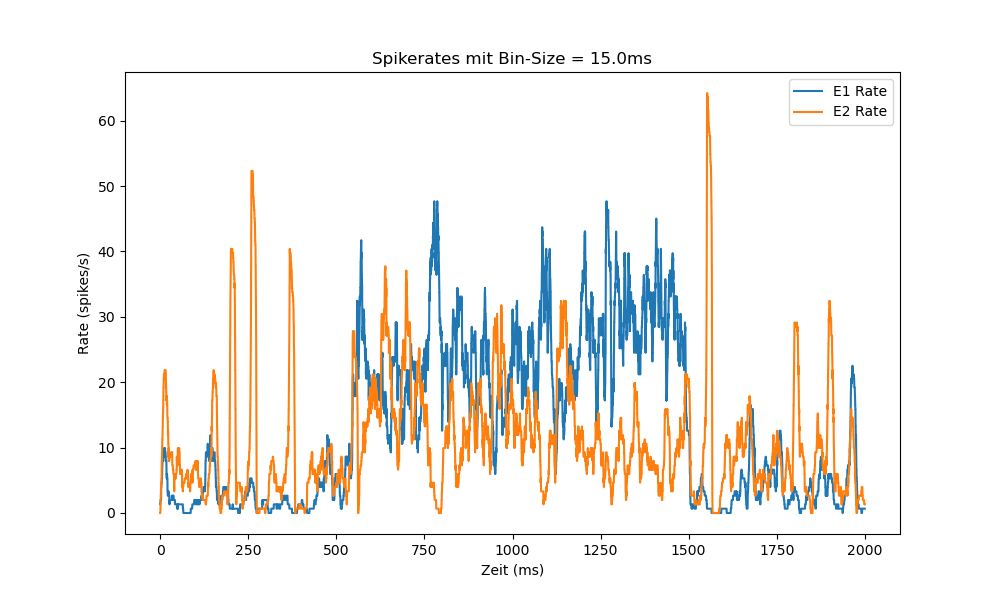 Spikerates mit Bin-Size = 15.0ms
E1 Rate
E2 Rate
60
50
40
30
20
10
0
Rate (spikes/s)
0 250 500 750 1000 1250 1500 1750 2000
Zeit (ms)